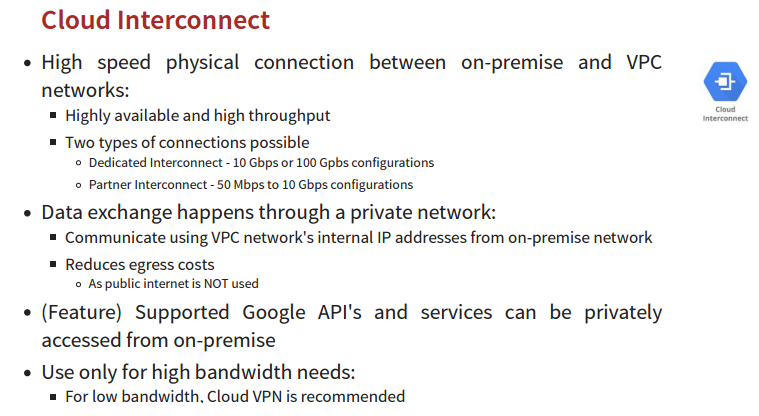 Cloud Interconnect
• High speed physical connection between on-premise and VPC
networks:
▪ Highly available and high throughput
▪ Two types of connections possible
◦ Dedicated Interconnect - 10 Gbps or 100 Gpbs configurations
◦ Partner Interconnect - 50 Mbps to 10 Gbps configurations
• Data exchange happens through a private network:
▪ Communicate using VPC network's internal IP addresses from on-premise network
▪ Reduces egress costs
◦ As public internet is NOT used
• (Feature) Supported Google API's and services can be privately
accessed from on-premise
• Use only for high bandwidth needs:
▪ For low bandwidth, Cloud VPN is recommended
Cloud
Interconnect